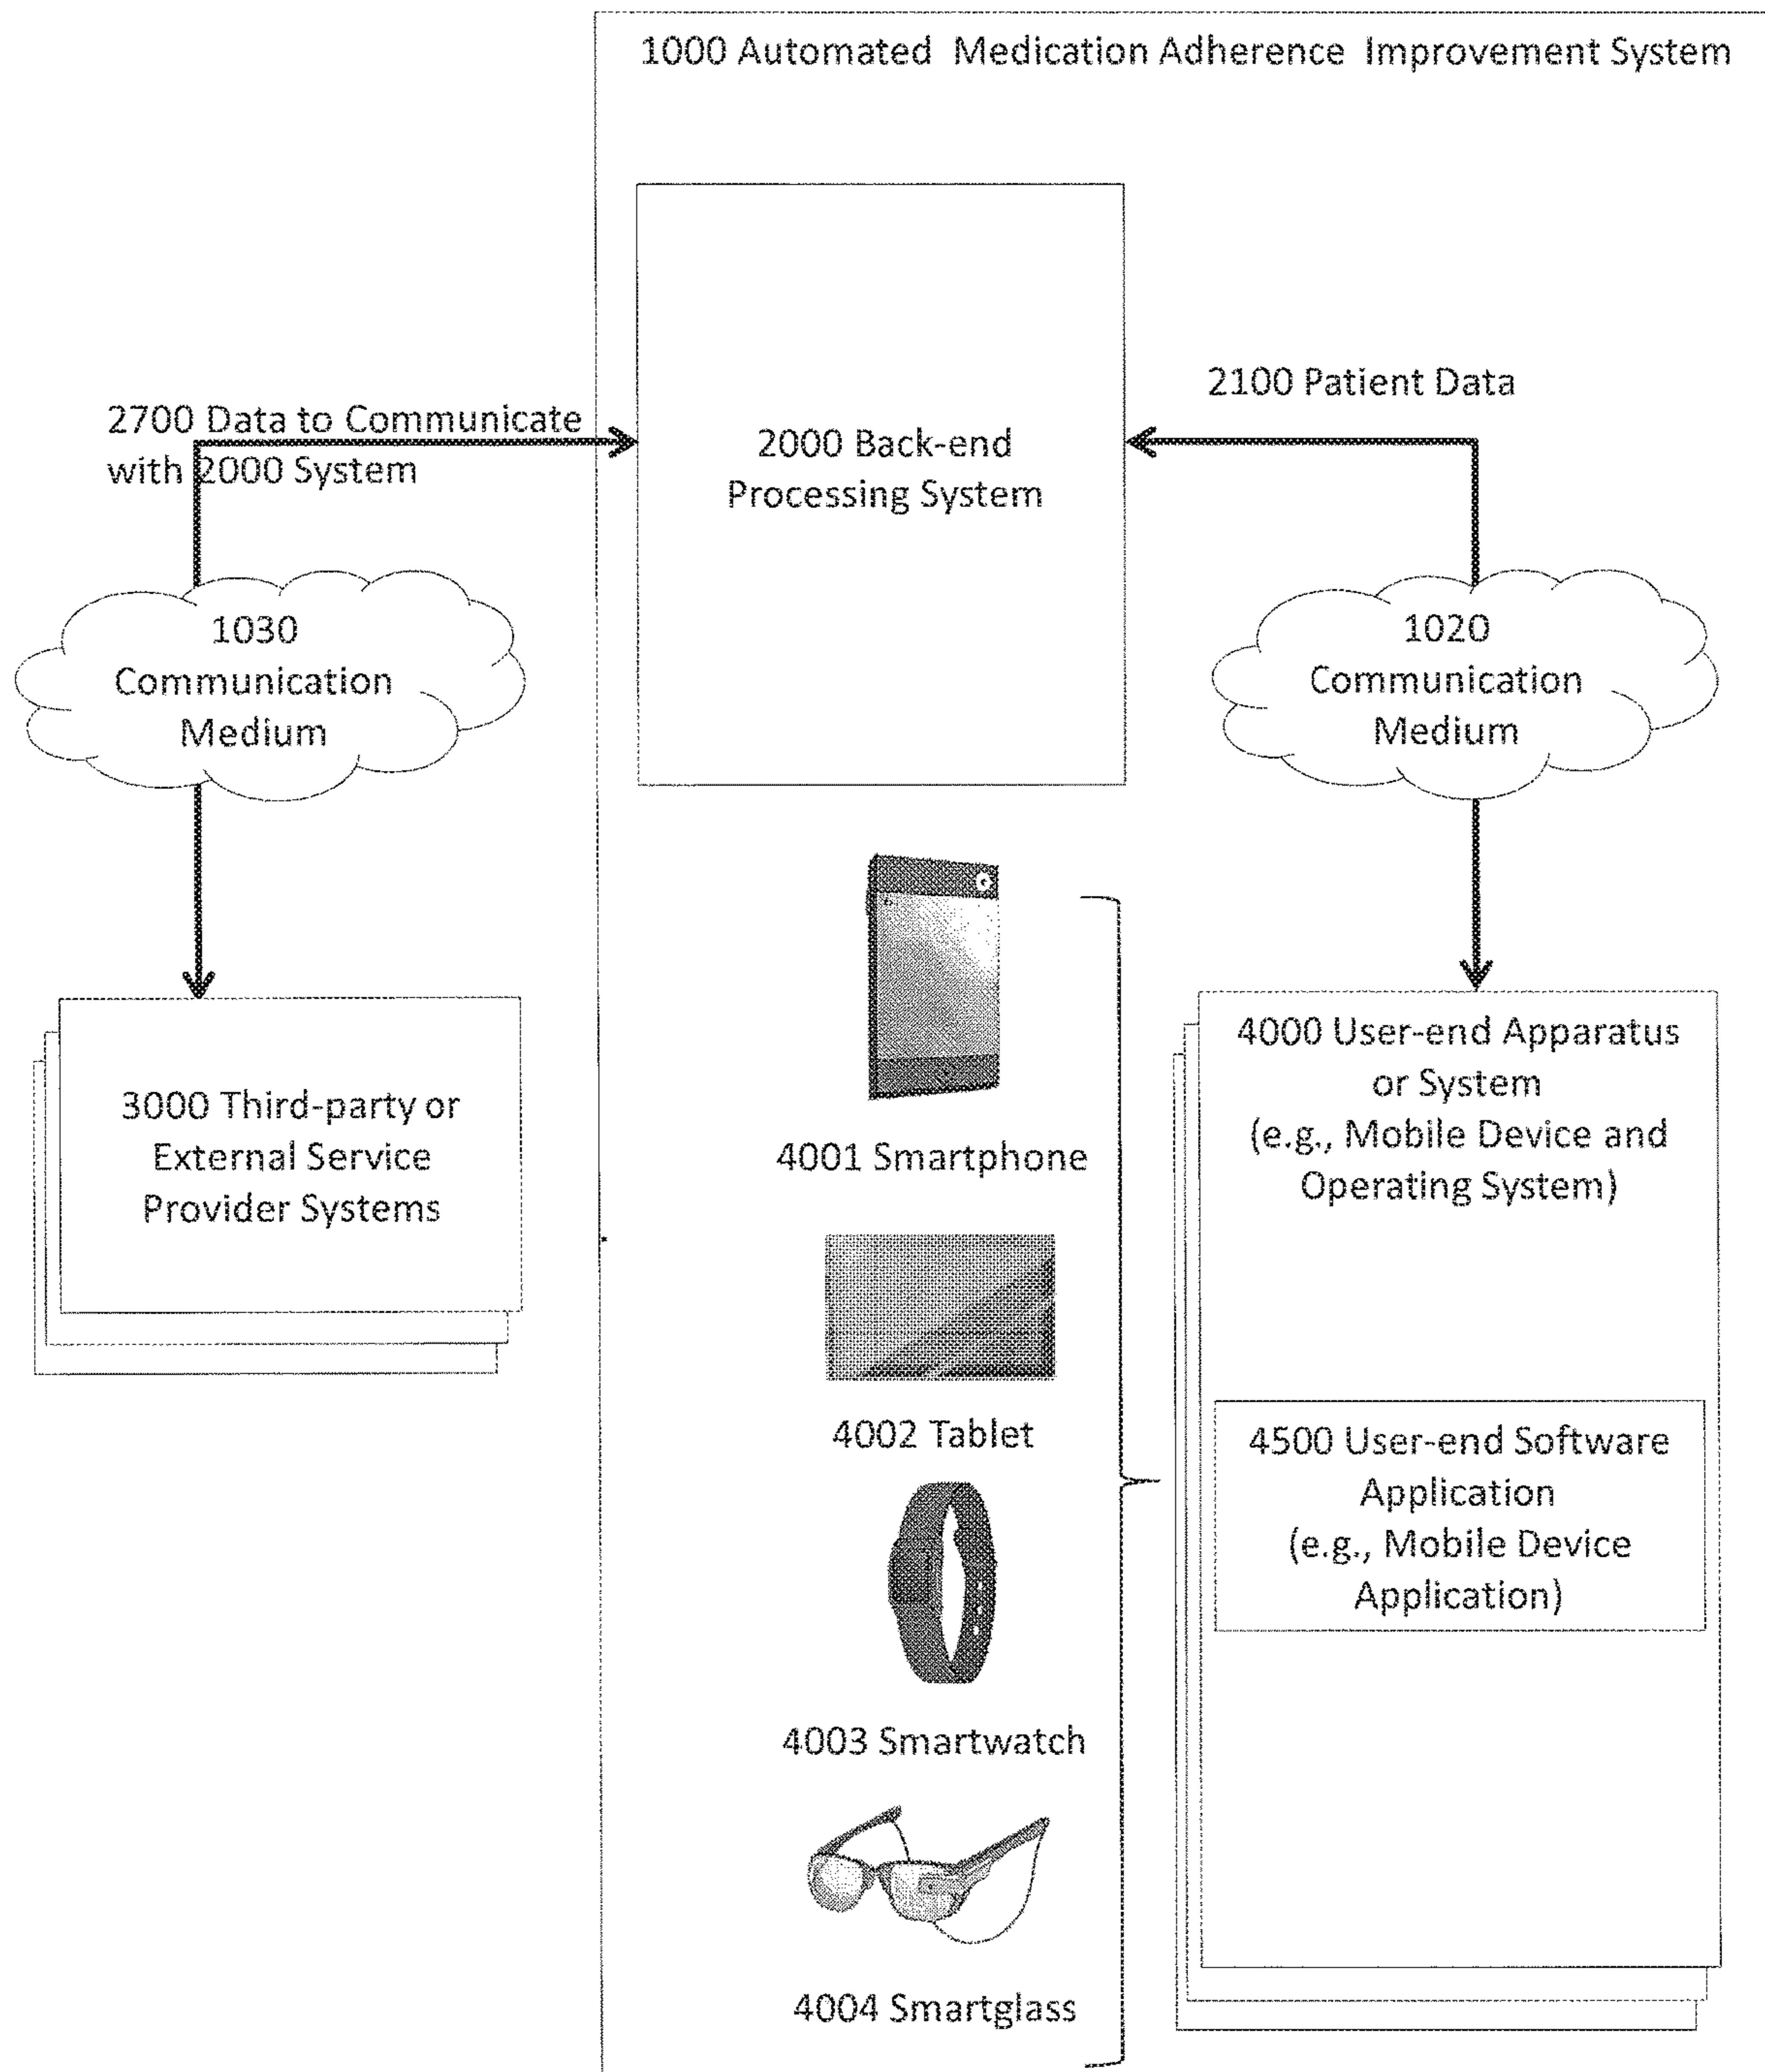 1000 Automated Medication Adherence Improvement System
2100 Patient Data
2700 Data to Communicate
with 2000 System
2000 Back-end
Processing System
1030
Communication
Medium
1020
Communication
Medium
4000 User-end Apparatus
or System
(e.g., Mobile Device and
Operating System)
3000 Third-party or
External Service
Provider Systems
4001 Smartphone
4002 Tablet
4500 User-end Software
Application
(e.g., Mobile Device
Application)
4003 Smartwatch
4004 Smartglass